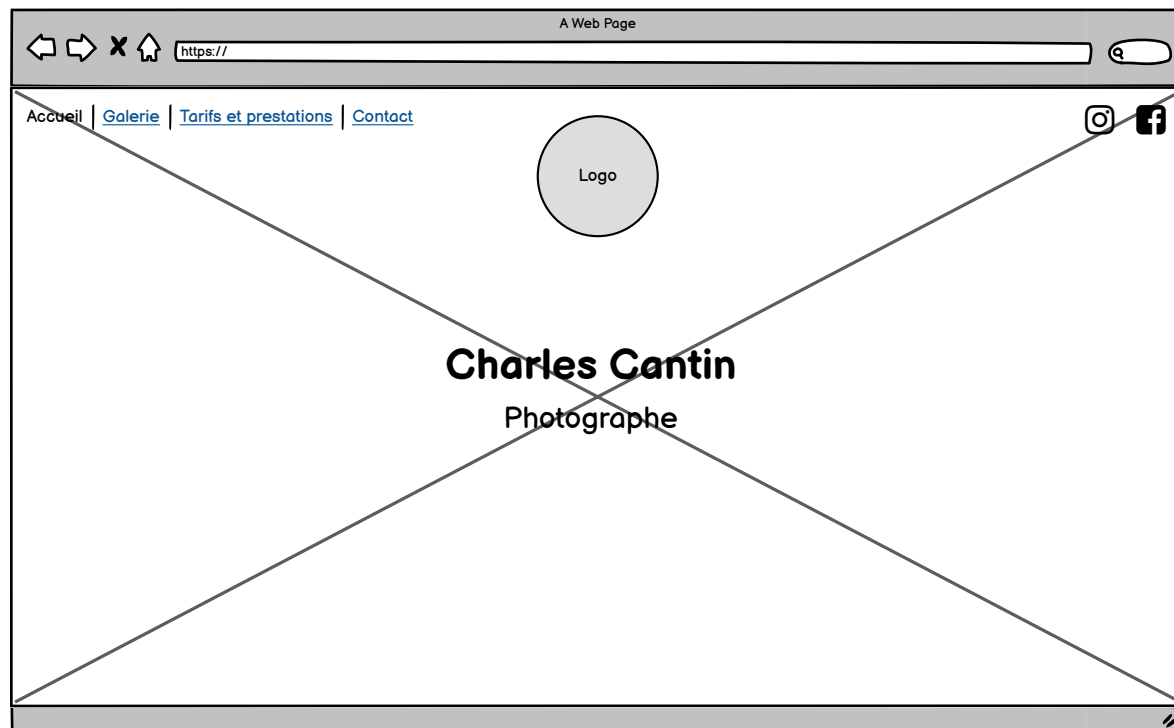 A Web Page
https://
Accueil | Galerie | Tarifs et prestations | Contact
Logo
Charles Cantin
Photographe